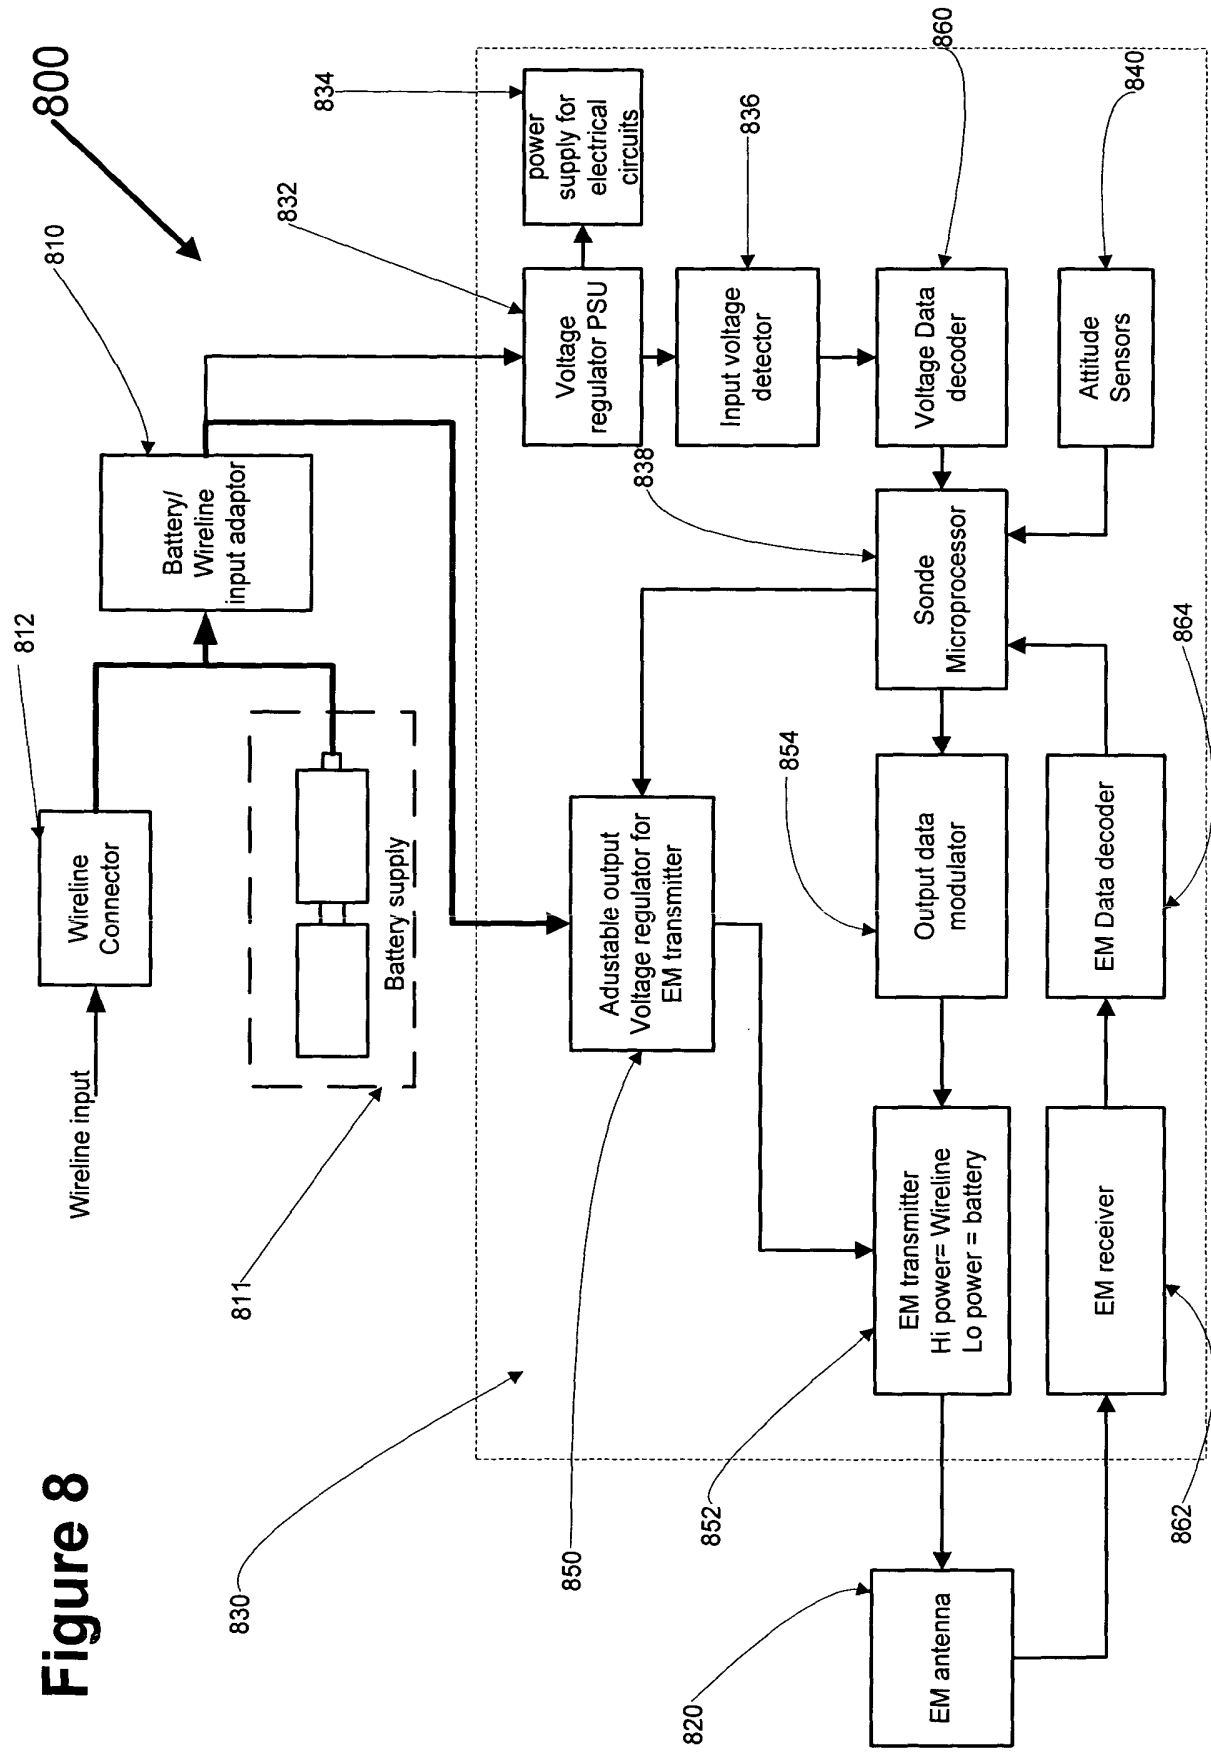 Figure 8
800
Wireline input
Wireline
Connector
812
Battery/
Wireline
input adaptor
810
811
Battery supply
830
832
Voltage
regulator PSU
834
power
supply for
electrical
circuits
850
Adustable output
Voltage regulator for
EM transmitter
Input voltage
detector
836
838
852
EM transmitter
Hi power= Wireline
Lo power = battery
854
Output data
modulator
Sonde
Microprocessor
Voltage Data
decoder
860
820
EM antenna
EM receiver
862
EM Data decoder
864
Attitude
Sensors
840